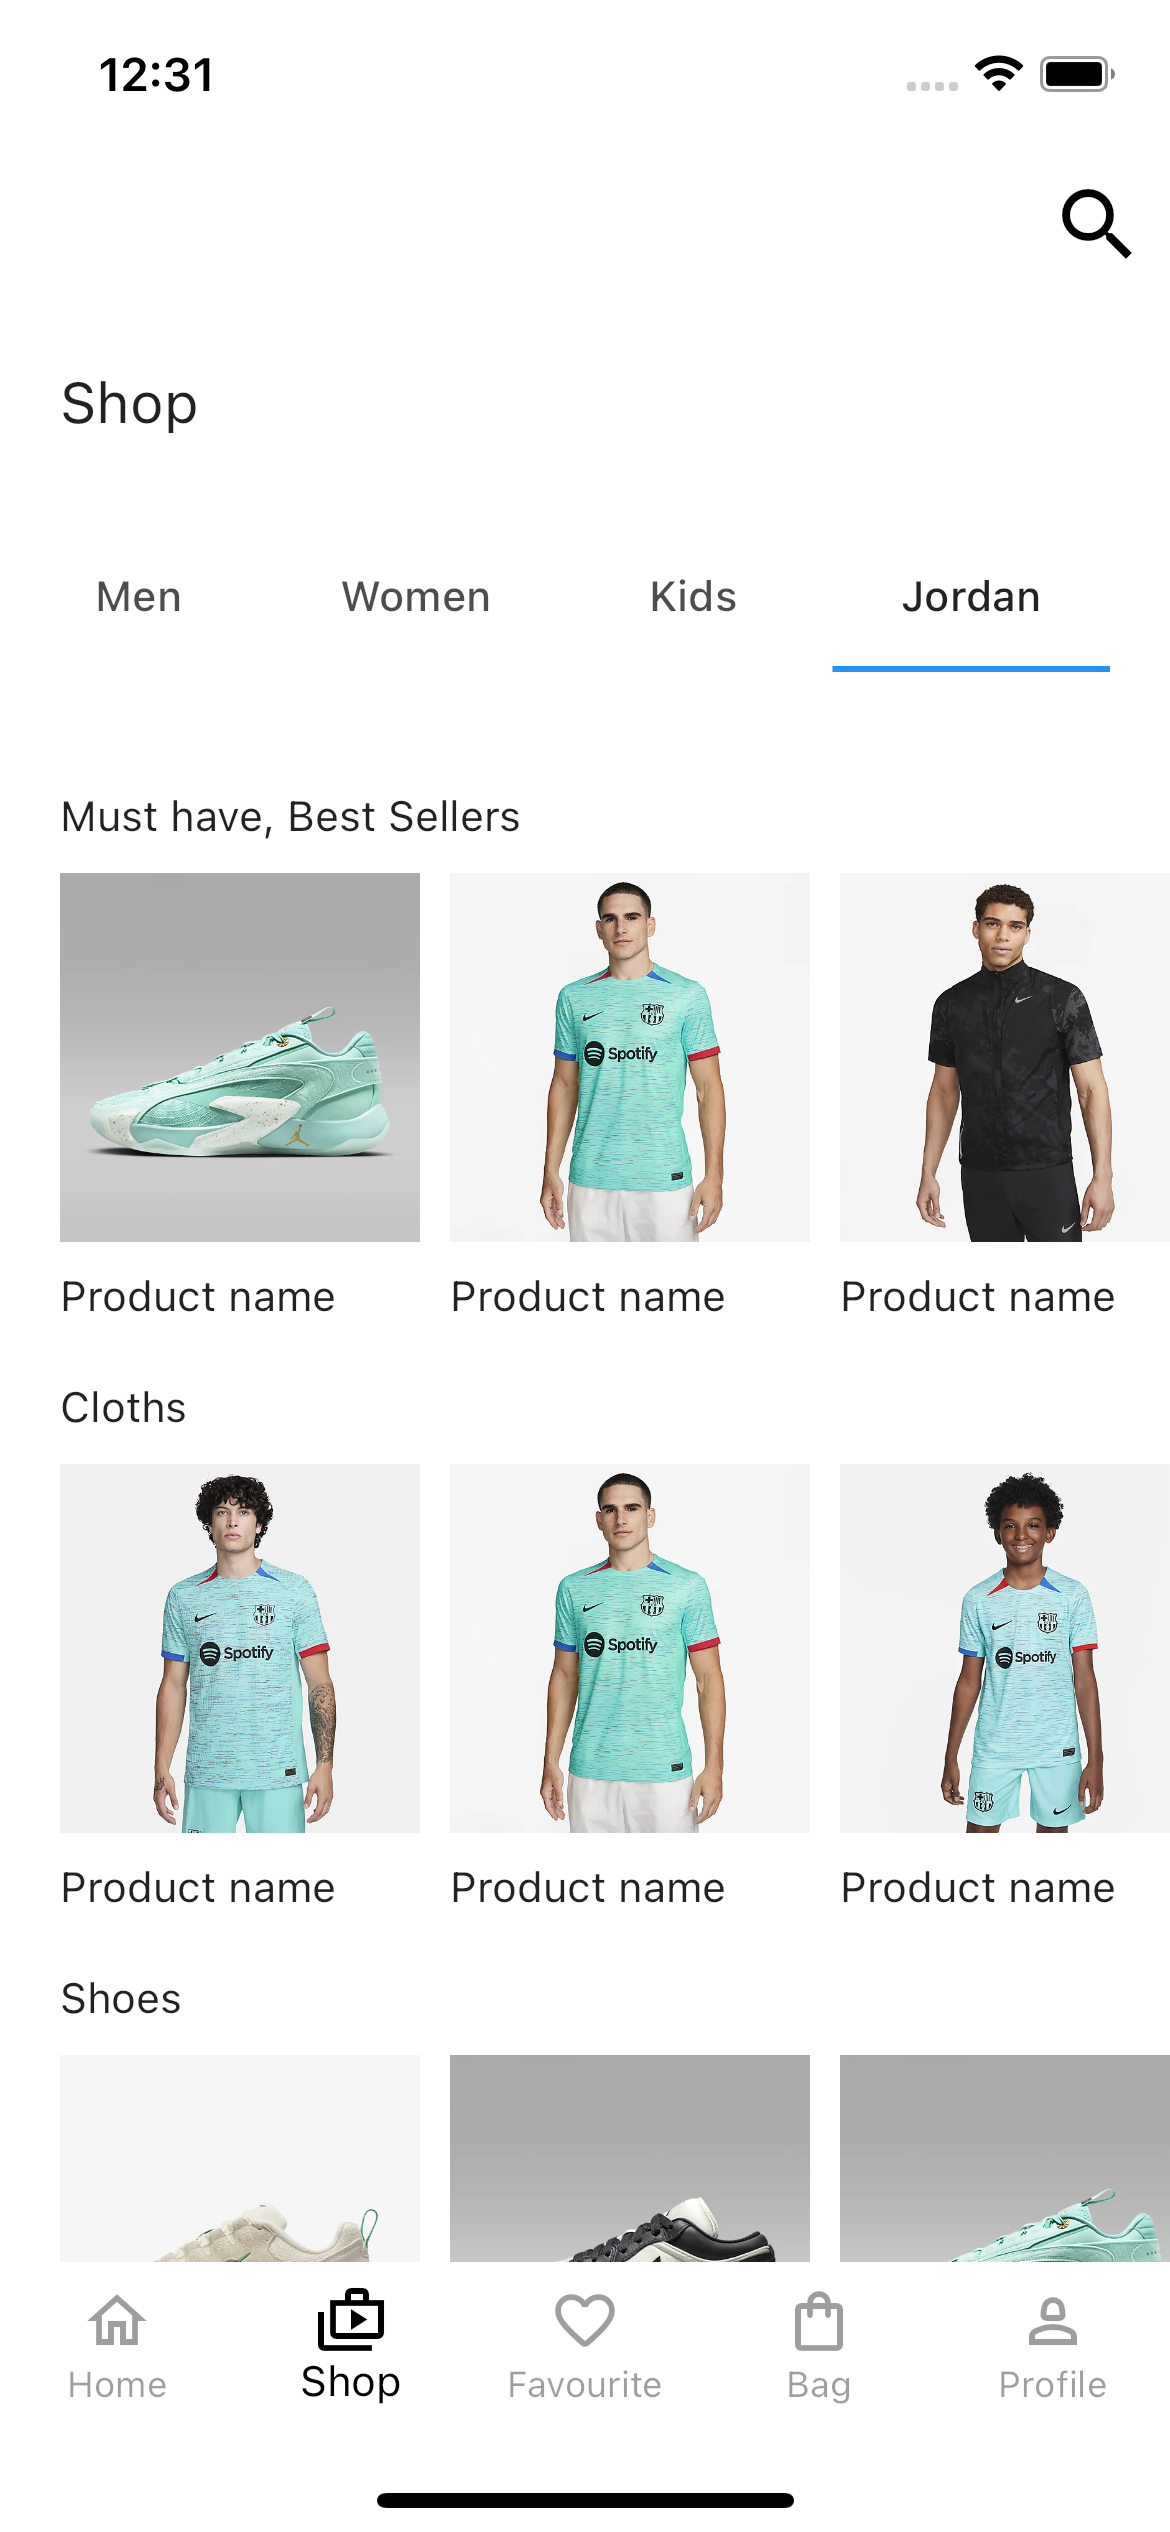 12:31
Shop
Men Women Kids Jordan
Must have, Best Sellers
Spotify
Product name Product name Product name
Cloths
Spotify Spotify Spotify
Product name Product name Product name
Shoes
Home Shop Favourite Bag Profile